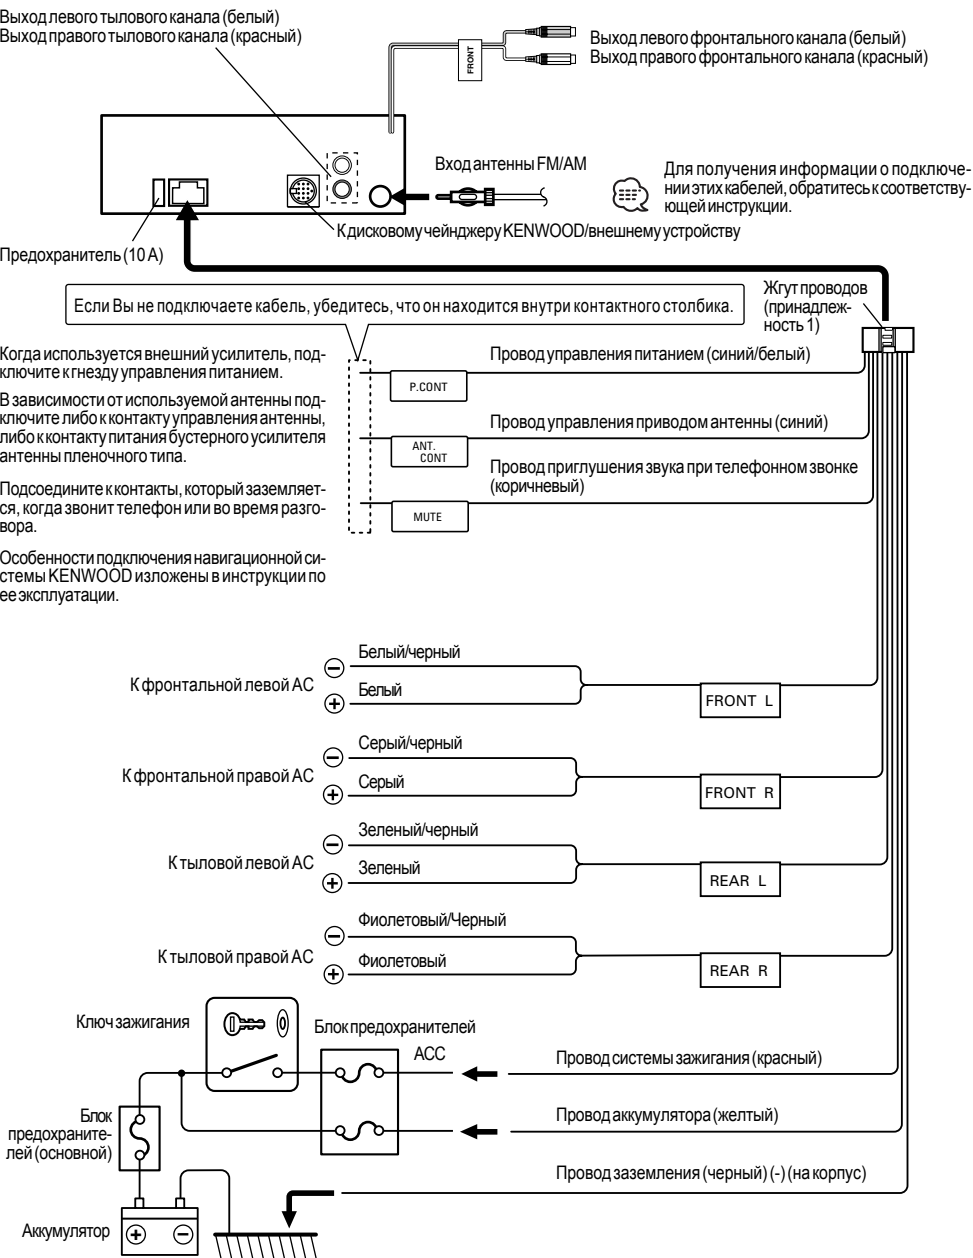 Выход левого тылового канала (белый)
Выход правого тылового канала (красный)
FRONT
Выход левого фронтального канала (белый)
Выход правого фронтального канала (красный)
Вход антенны FM/AM
Для получения информации о подключе-
нии этих кабелей, обратитесь к соответству-
ющей инструкции.
К дисковому чейнджеру KENWOOD/внешнему устройству
Предохранитель (10 A)
Жгут проводов
(принадлеж-
ность 1)
Если Вы не подключаете кабель, убедитесь, что он находится внутри контактного столбика.
Когда используется внешний усилитель, под-
ключите к гнезду управления питанием.
Провод управления питанием (синий/белый)
P.CONT
В зависимости от используемой антенны под-
ключите либо к контакту управления антенны,
либо к контакту питания бустерного усилителя
антенны пленочного типа.
Провод управления приводом антенны (синий)
ANT.
CONT
Провод приглушения звука при телефонном звонке
(коричневый)
MUTE
Подсоедините к контакты, который заземляет-
ся, когда звонит телефон или во время разго-
вора.
Особенности подключения навигационной си-
стемы KENWOOD изложены в инструкции по
ее эксплуатации.
К фронтальной левой АС
Белый/черный
Белый
FRONT L
К фронтальной правой АС
Серый/черный
Серый
FRONT R
К тыловой левой АС
Зеленый/черный
Зеленый
REAR L
К тыловой правой АС
Фиолетовый/Черный
Фиолетовый
REAR R
Ключ зажигания
Блок предохранителей
ACC
Провод системы зажигания (красный)
Блок
предохраните-
лей (основной)
Провод аккумулятора (желтый)
Провод заземления (черный) (-) (на корпус)
Аккумулятор